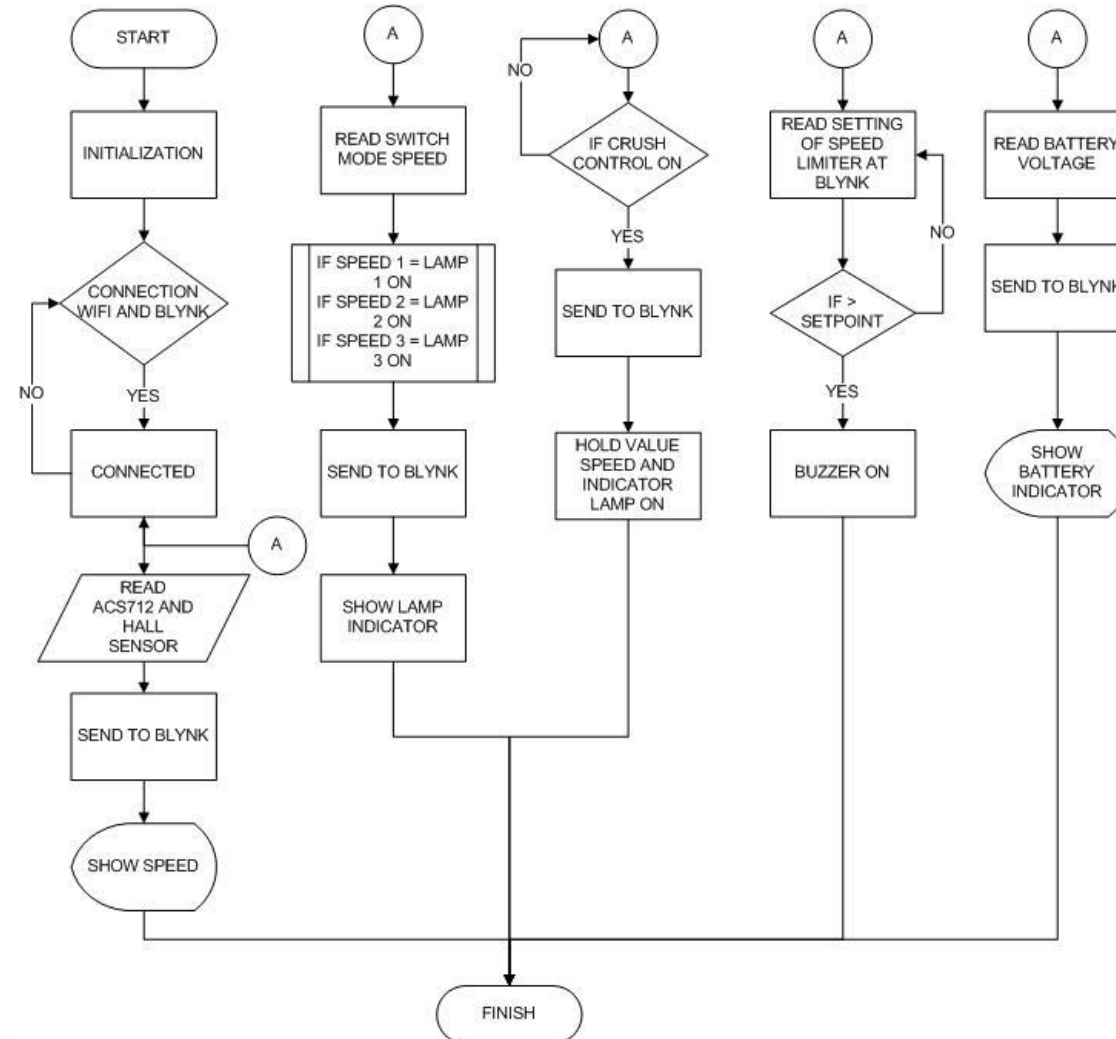 START
INITIALIZATION
CONNECTION
WIFI AND BLYNK
NO
YES
CONNECTED
A
READ
ACS712 AND
HALL
SENSOR
SEND TO BLYNK
SHOW SPEED
A
READ SWITCH
MODE SPEED
IF SPEED 1 = LAMP
1 ON
IF SPEED 2 = LAMP
2 ON
IF SPEED 3 = LAMP
3 ON
SEND TO BLYNK
SHOW LAMP
INDICATOR
A
NO
IF CRUSH
CONTROL ON
YES
SEND TO BLYNK
HOLD VALUE
SPEED AND
INDICATOR
LAMP ON
A
READ SETTING
OF SPEED
LIMITER AT
BLYNK
NO
IF >
SETPOINT
YES
BUZZER ON
A
READ BATTERY
VOLTAGE
SEND TO BLYNK
SHOW
BATTERY
INDICATOR
FINISH